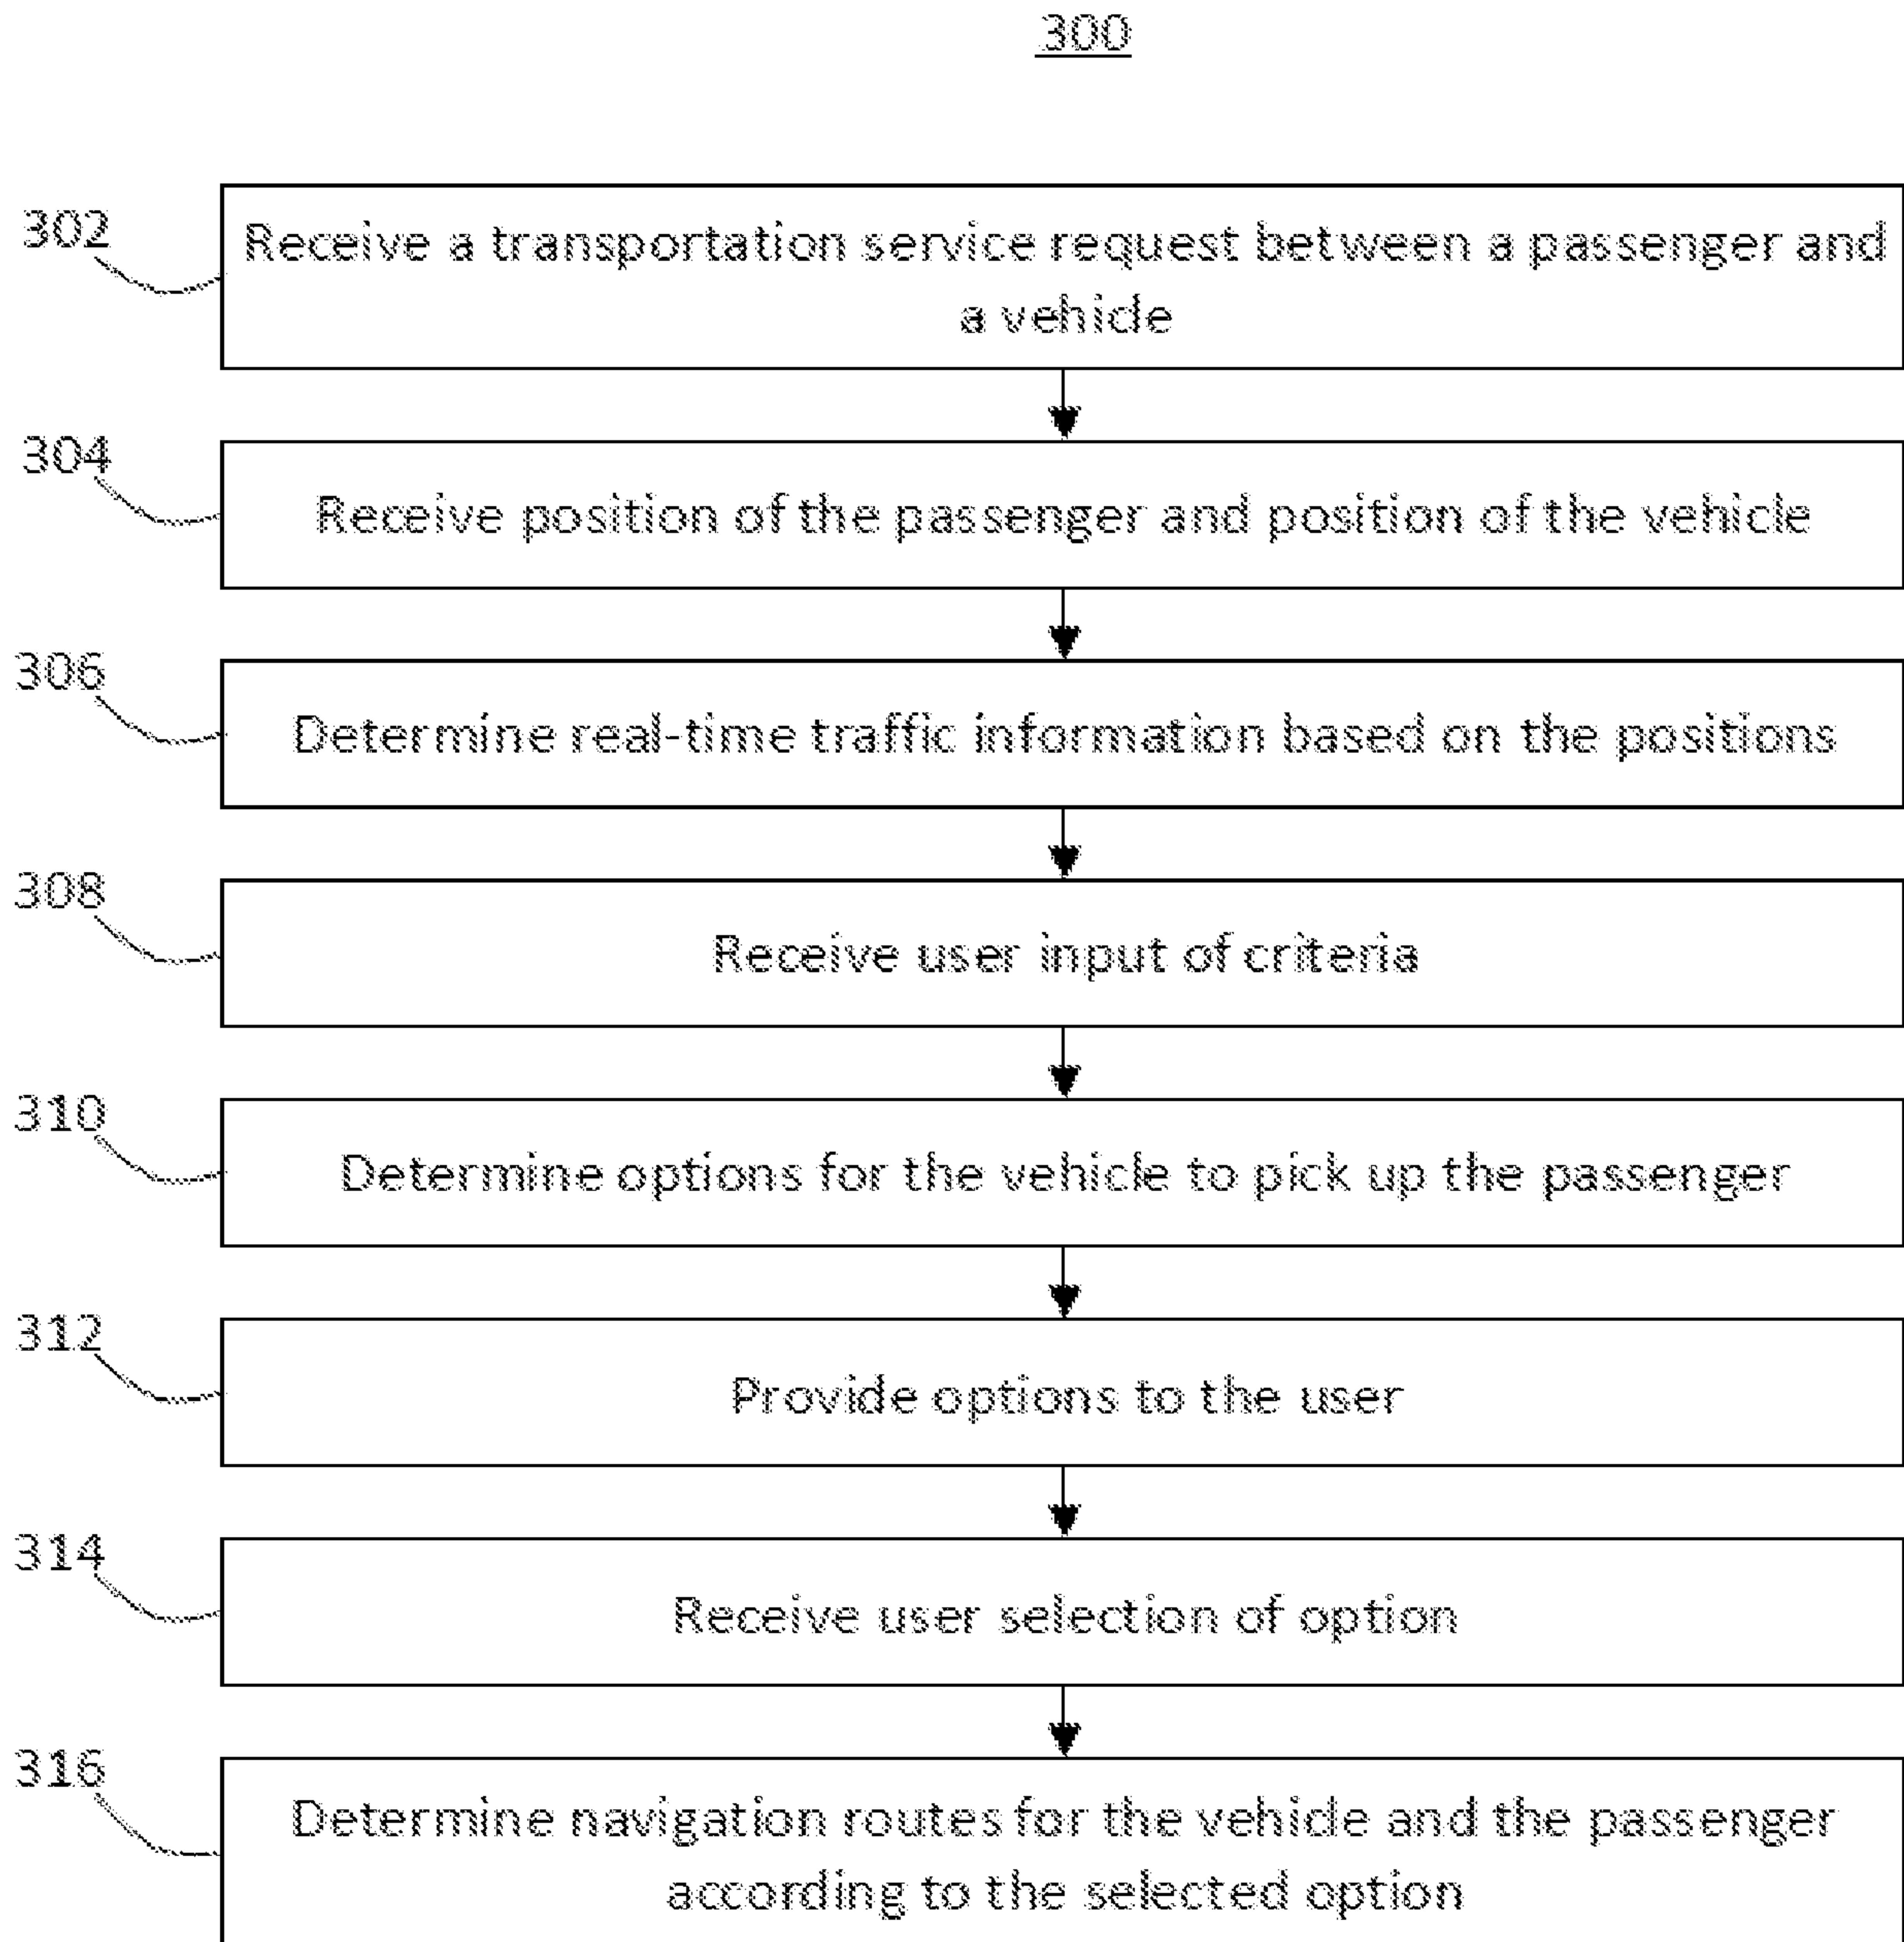 300
302
Receive a transportation service request between a passenger and
a vehicle
304
Receive position of the passenger and position of the vehicle
306
Determine real-time traffic information based on the positions
308
Receive user input of criteria
310
Determine options for the vehicle to pick up the passenger
312
Provide options to the user
314
Receive user selection of option
316
Determine navigation routes for the vehicle and the passenger
according to the selected option